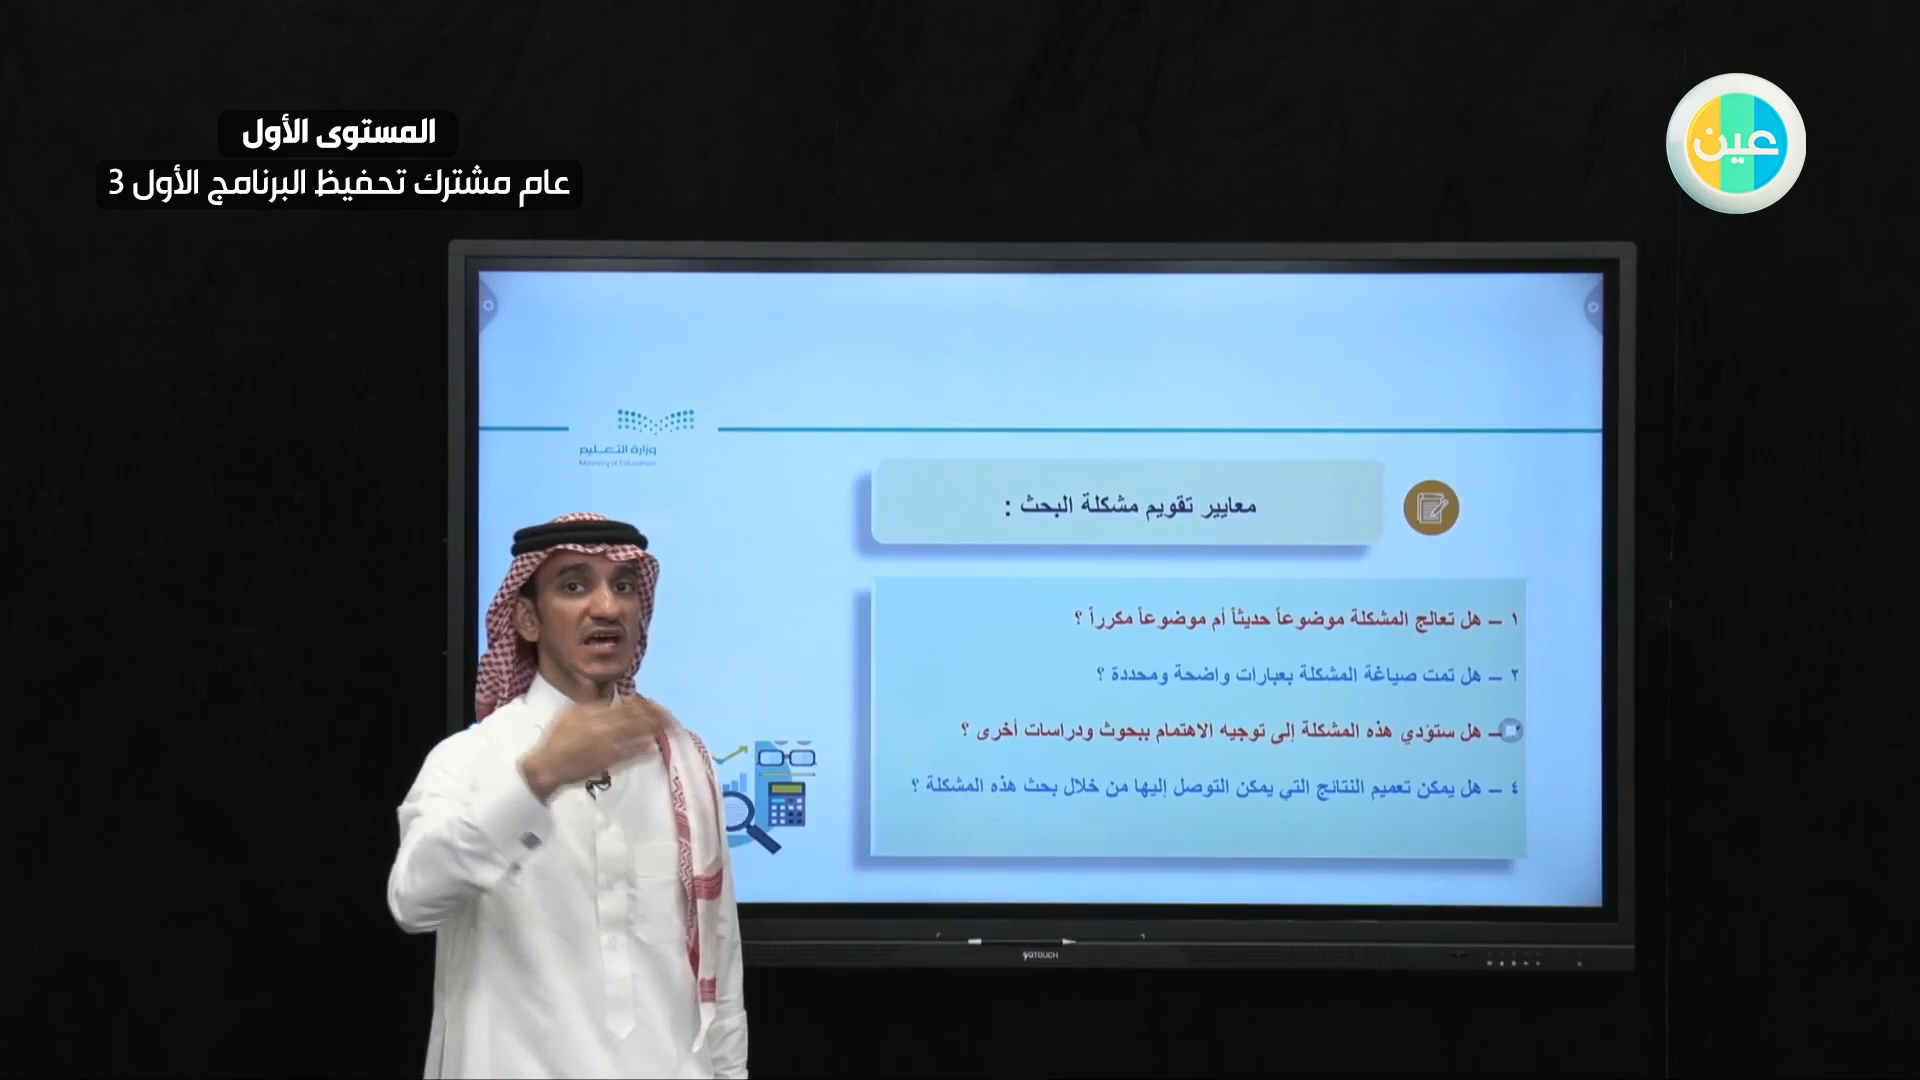 المستوى الأول
عام مشترك تحفيظ البرنامج الأول 3
عين
وزارة التعليم
Ministry of Education
معايير تقويم مشكلة البحث :
١ – هل تعالج المشكلة موضوعاً حديثاً أم موضوعاً مكرراً ؟
٢ – هل تمت صياغة المشكلة بعبارات واضحة ومحددة ؟
– هل ستؤدي هذه المشكلة إلى توجيه الاهتمام ببحوث ودراسات أخرى ؟
٤ – هل يمكن تعميم النتائج التي يمكن التوصل إليها من خلال بحث هذه المشكلة ؟